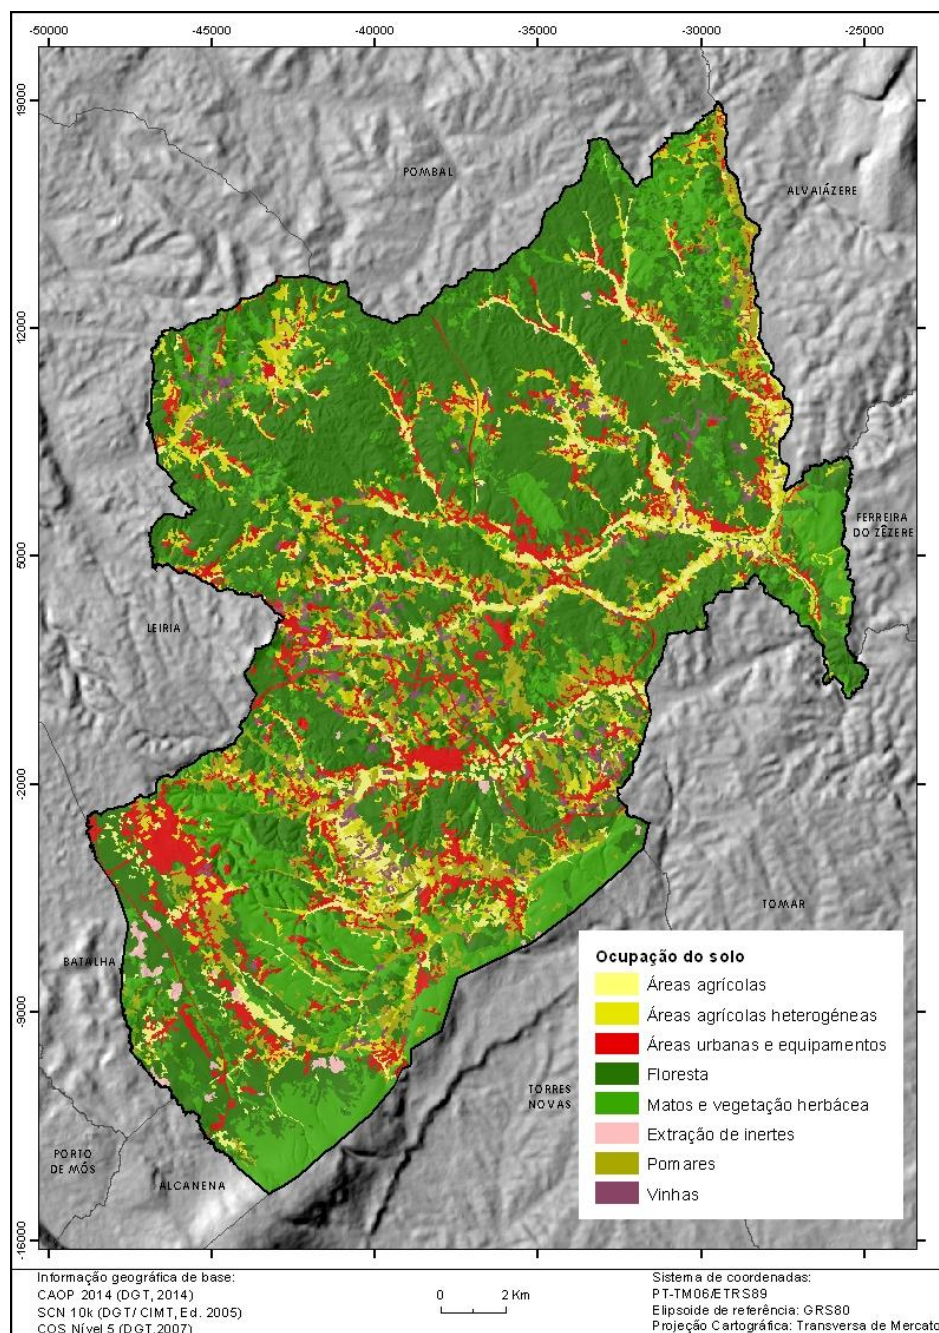 -50000 -45000 -40000 -35000 -30000 -25000
19000
POMBAL
ALVAIÁZERE
12000
FERREIRA
DO ZÊZERE
5000
LEIRIA
-2000
TOMAR
BATALHA
-9000
TORRES
NOVAS
PORTO
DE MÓS
ALCANENA
-16000
Ocupação do solo
Áreas agrícolas
Áreas agrícolas heterogéneas
Áreas urbanas e equipamentos
Floresta
Matos e vegetação herbácea
Extração de inertes
Pomares
Vinhas
Informação geográfica de base:
CAOP 2014 (DGT, 2014)
SCN 10k (DGT/ CIMT, Ed. 2005)
COS Nível 5 (DGT,2007)
0 2 Km
Sistema de coordenadas:
PT-TM06/ETRS89
Elipsoide de referência: GRS80
Projeção Cartográfica: Transversa de Mercato